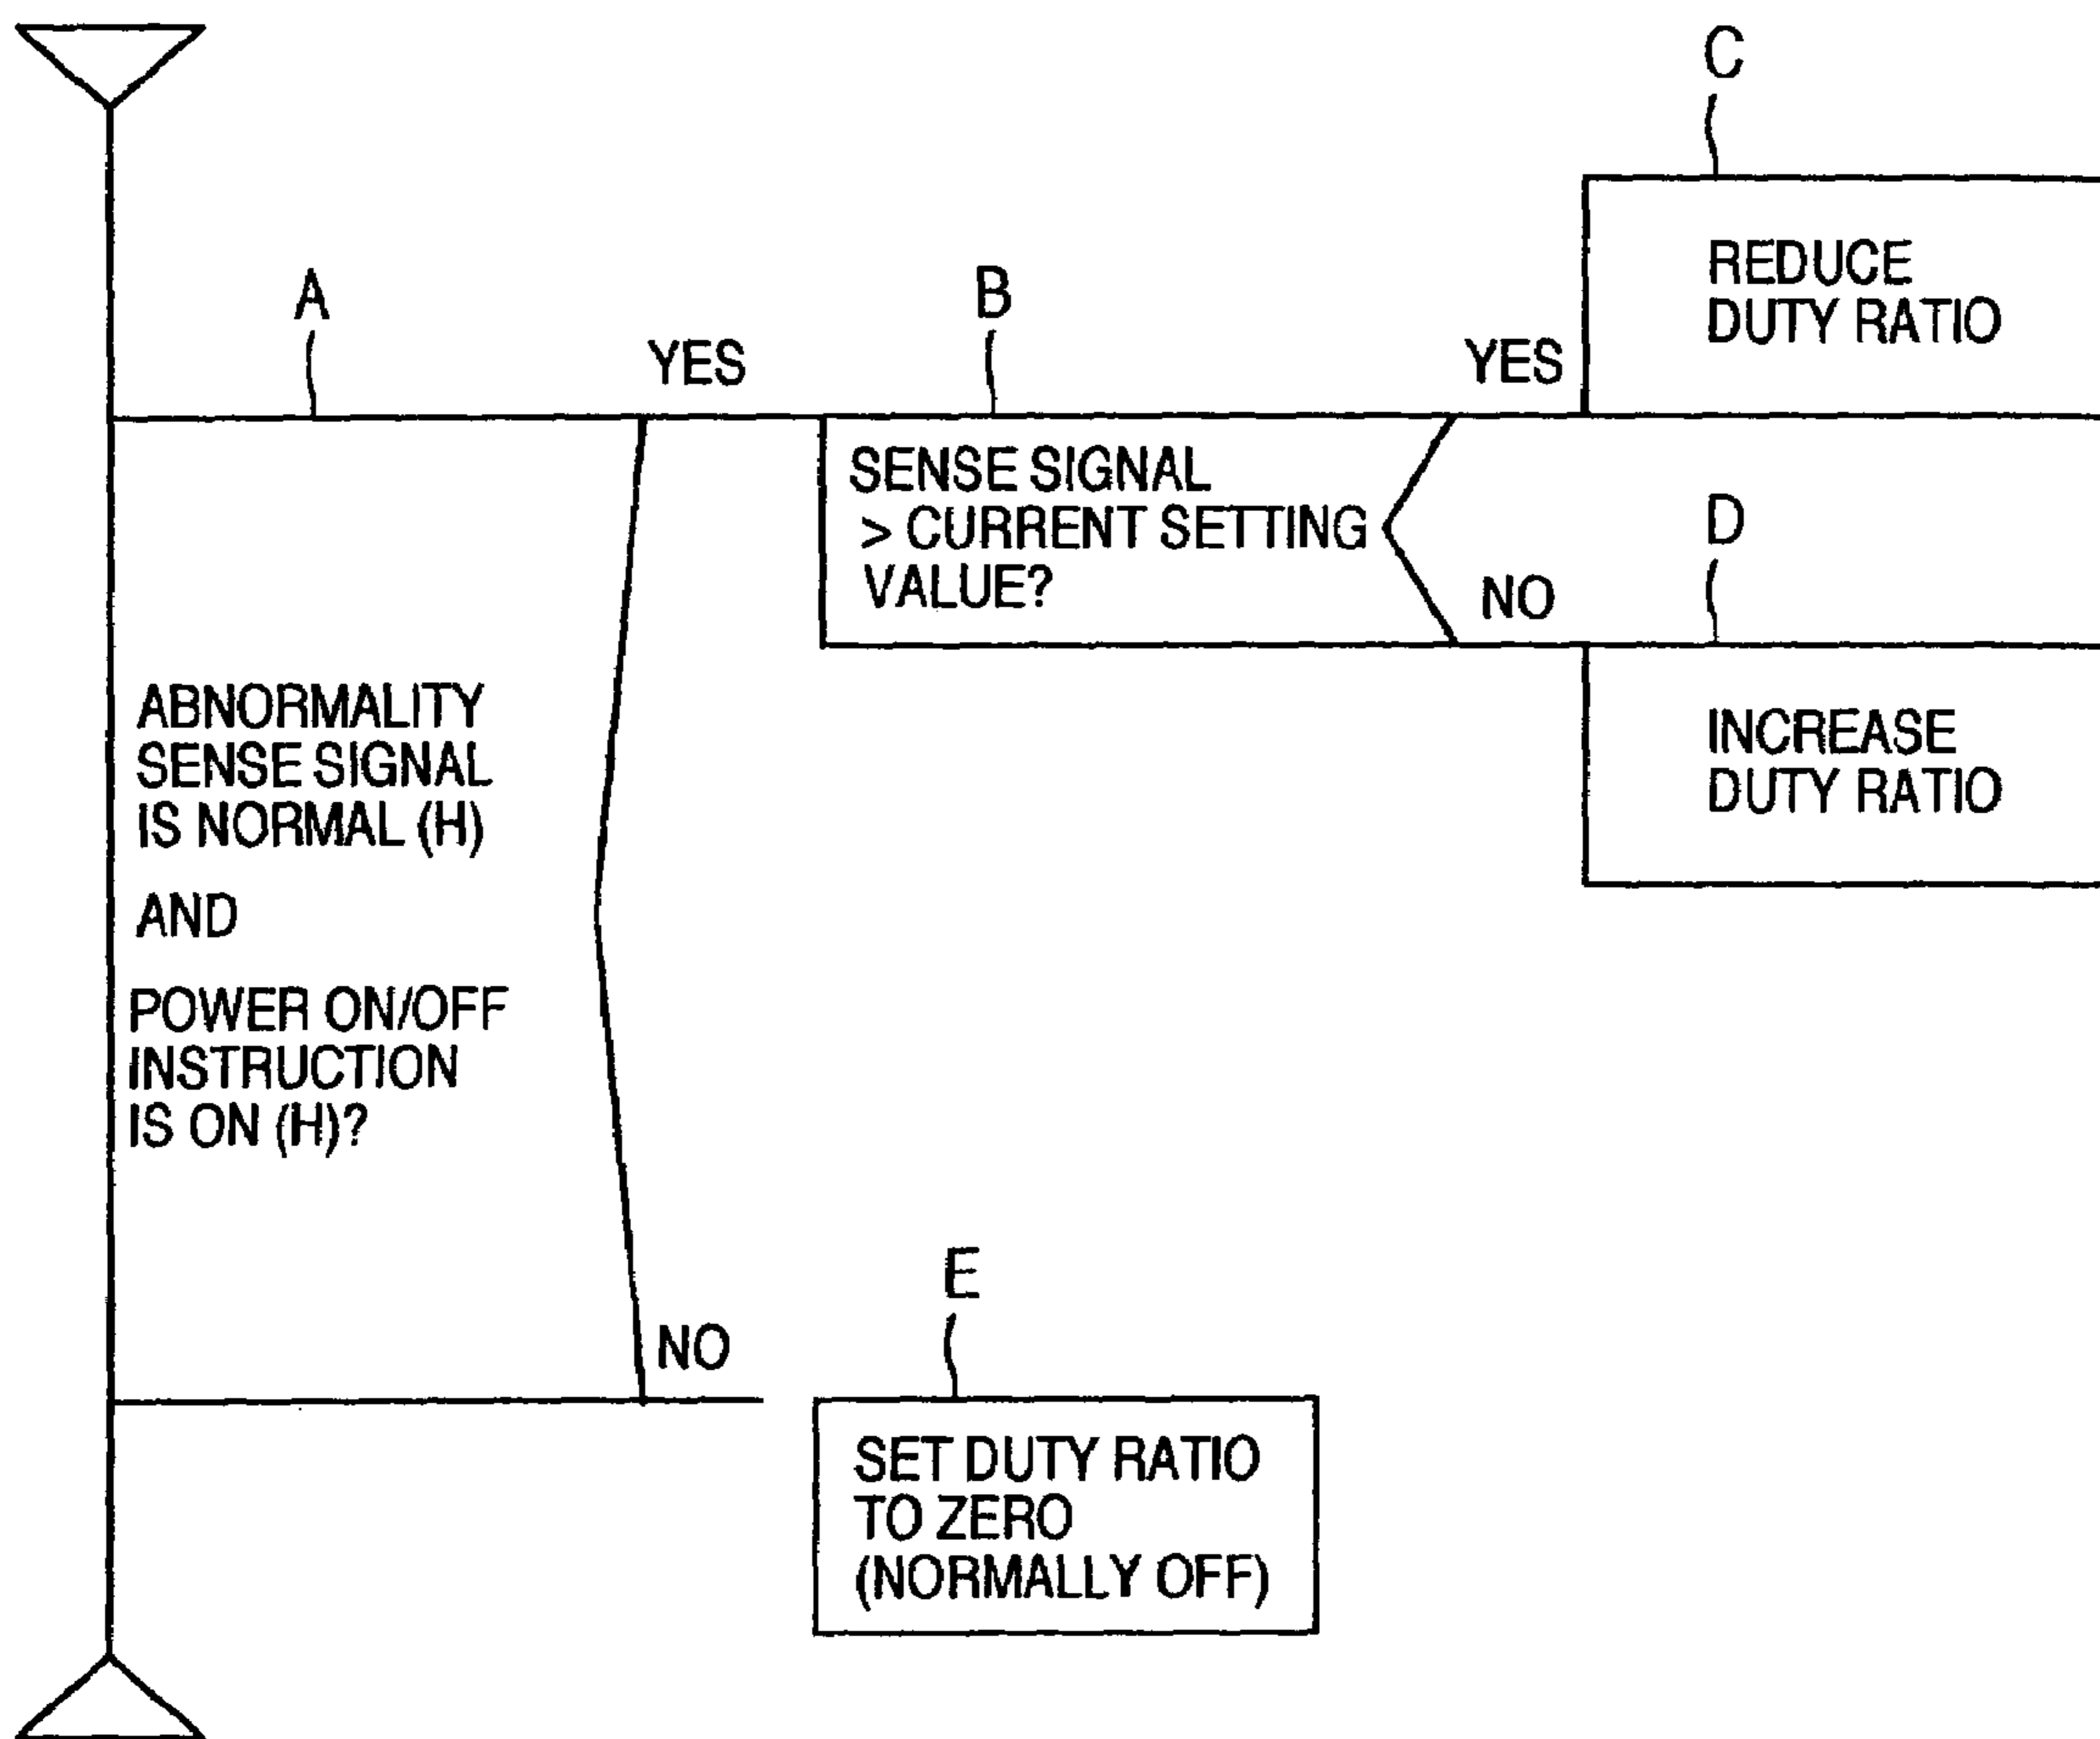 C
REDUCE
DUTY RATIO
A
B
YES
YES
SENSE SIGNAL
> CURRENT SETTING
VALUE?
D
NO
INCREASE
DUTY RATIO
ABNORMALITY
SENSE SIGNAL
IS NORMAL (H)
AND
POWER ON/OFF
INSTRUCTION
IS ON (H)?
E
NO
SET DUTY RATIO
TO ZERO
(NORMALLY OFF)